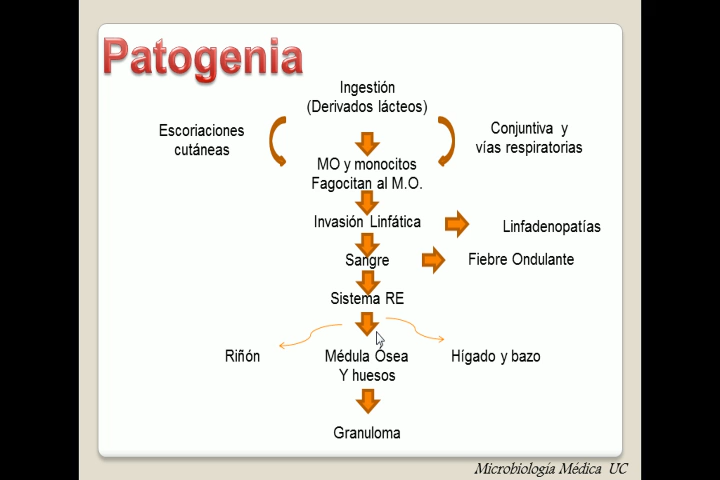 Patogenia
Ingestión
(Derivados lácteos)
Escoriaciones
cutáneas
Conjuntiva y
vías respiratorias
MO y monocitos
Fagocitan al M.O.
Invasión Linfática
Linfadenopatías
Sangre
Fiebre Ondulante
Sistema RE
Riñón
Médula Ósea
Y huesos
Hígado y bazo
Granuloma
Microbiología Médica UC